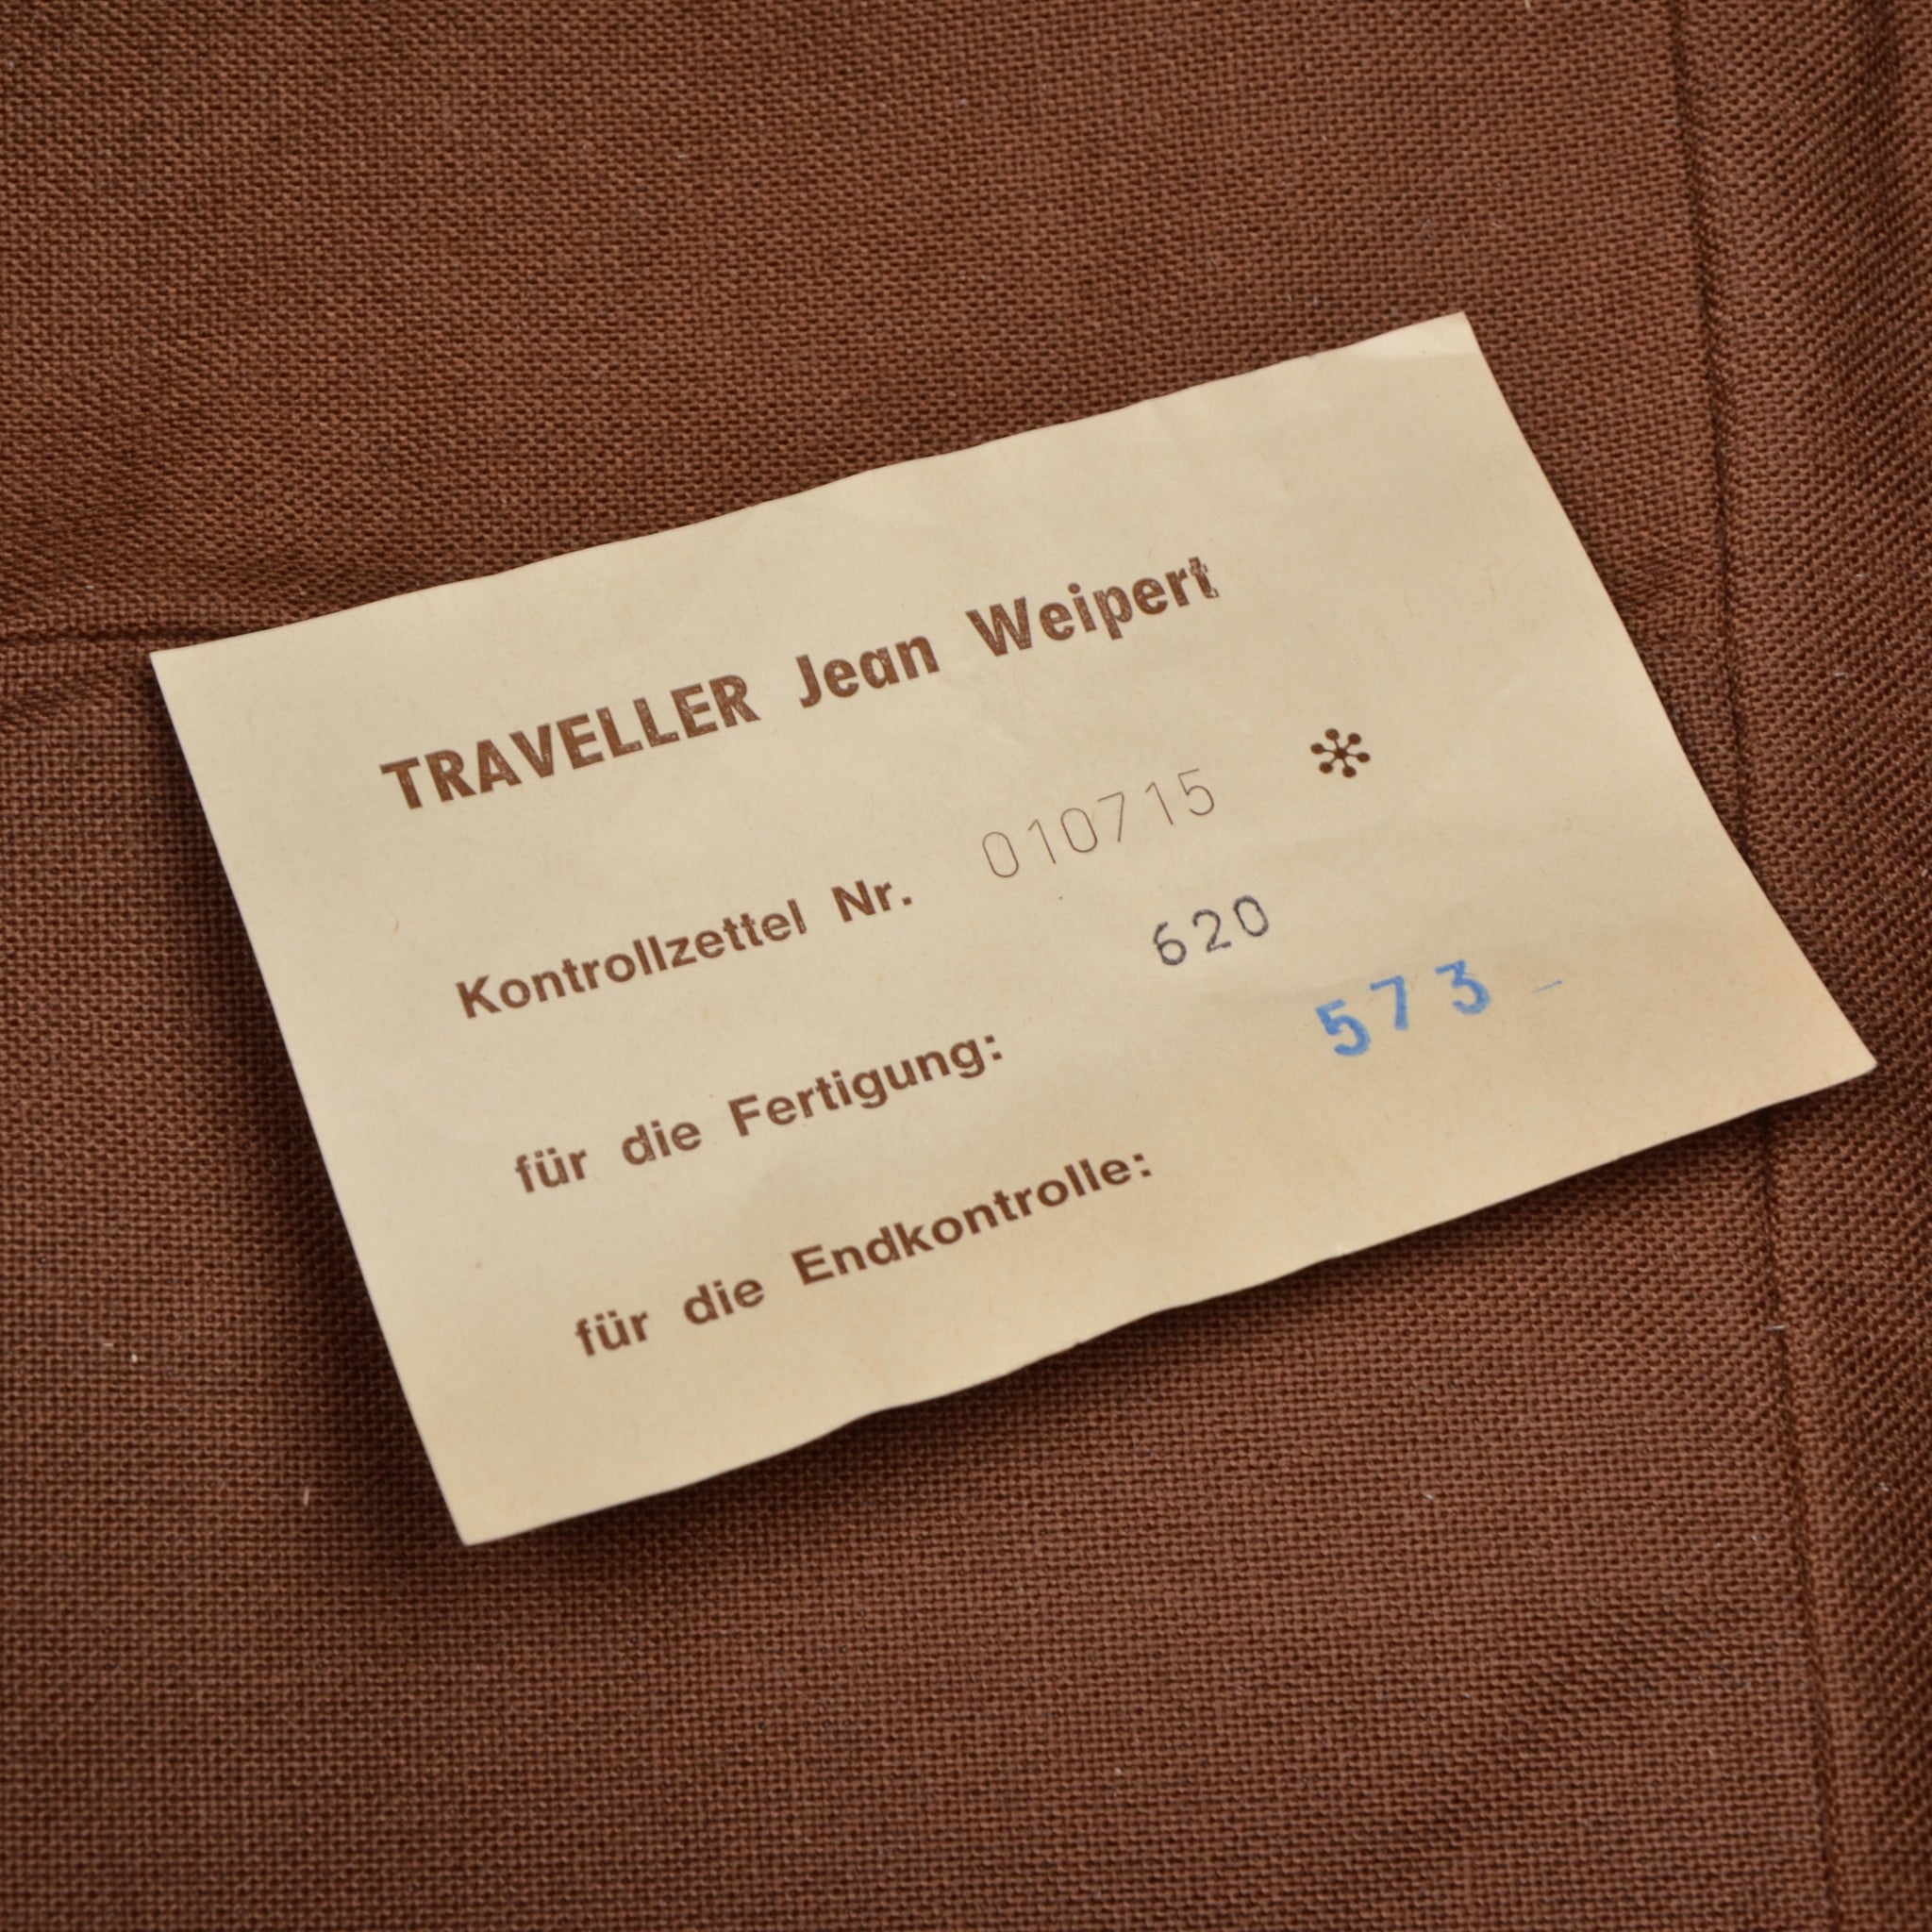 TRAVELLER Jean Weipert
Kontrollzettel Nr. 010715 *
für die Fertigung: 620
für die Endkontrolle: 573